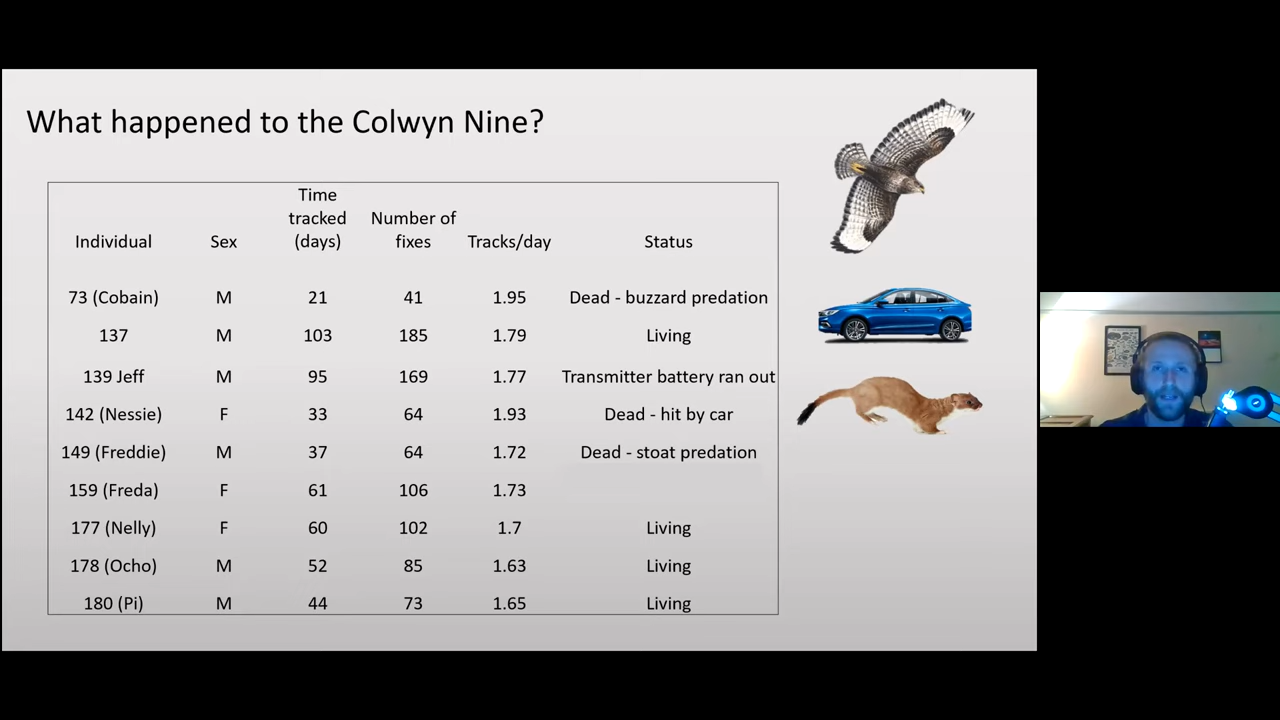 What happened to the Colwyn Nine?
Individual Sex Time tracked (days) Number of fixes Tracks/day Status
73 (Cobain) M 21 41 1.95 Dead - buzzard predation
137 M 103 185 1.79 Living
139 Jeff M 95 169 1.77 Transmitter battery ran out
142 (Nessie) F 33 64 1.93 Dead - hit by car
149 (Freddie) M 37 64 1.72 Dead - stoat predation
159 (Freda) F 61 106 1.73
177 (Nelly) F 60 102 1.7 Living
178 (Ocho) M 52 85 1.63 Living
180 (Pi) M 44 73 1.65 Living